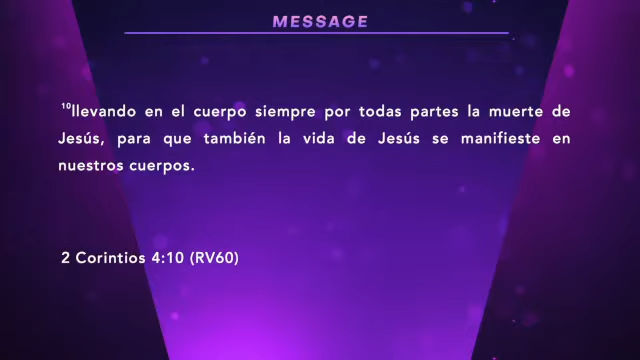 MESSAGE
¹⁰llevando en el cuerpo siempre por todas partes la muerte de
Jesús, para que también la vida de Jesús se manifieste en
nuestros cuerpos.
2 Corintios 4:10 (RV60)